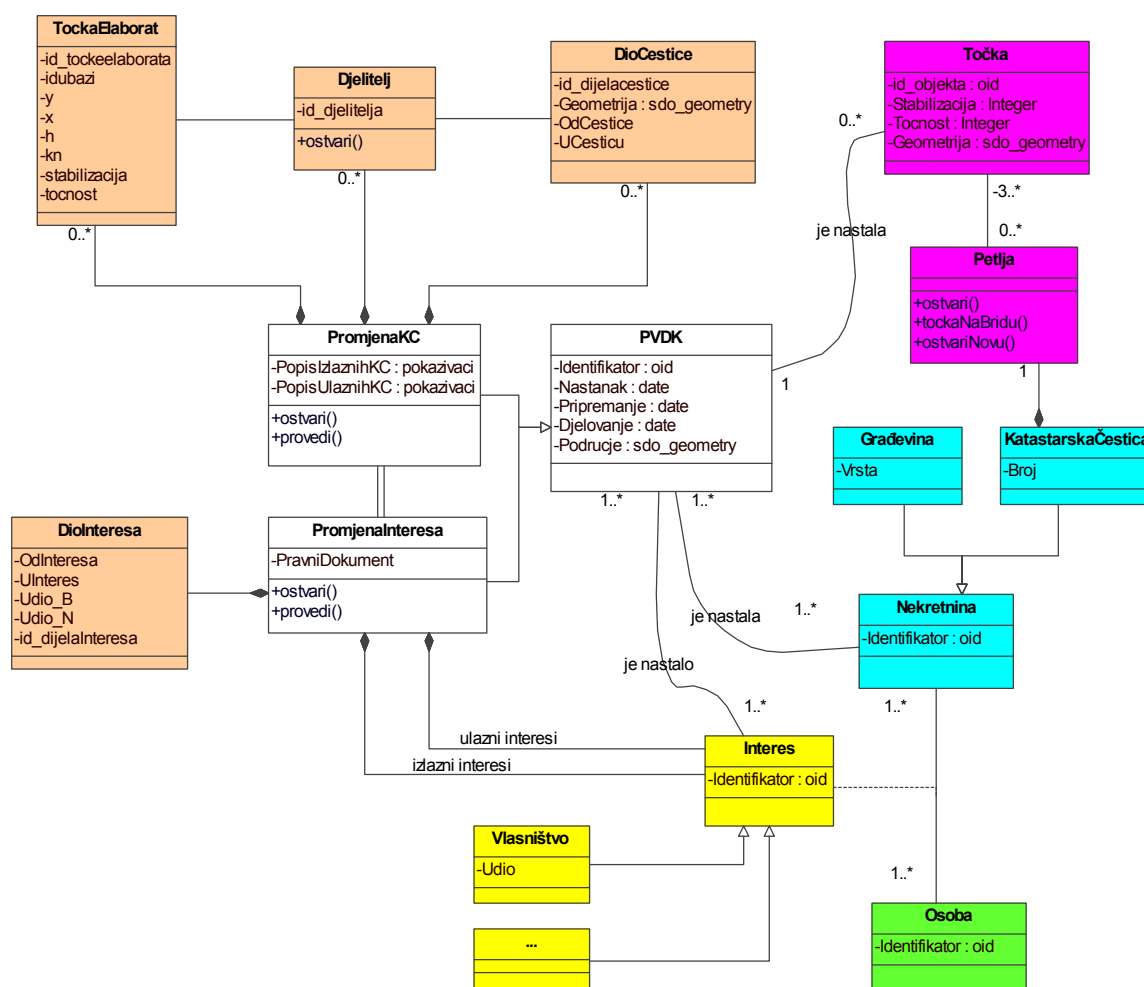 TockaElaborat
-id_tockeelaborata
-idubazi
-y
-x
-h
-kn
-stabilizacija
-tocnost
0..*
Djelitelj
-id_djelitelja
+ostvari()
0..*
DioCestice
-id_dijelacestice
-Geometrija : sdo_geometry
-OdCestice
-UCesticu
0..*
Točka
-id_objekta : oid
-Stabilizacija : Integer
-Tocnost : Integer
-Geometrija : sdo_geometry
0..*
-3..*
je nastala
0..*
Petlja
+ostvari()
+tockaNaBridu()
+ostvariNovu()
1
PromjenaKC
-PopisIzlaznihKC : pokazivaci
-PopisUlaznihKC : pokazivaci
+ostvari()
+provedi()
PVDK
-Identifikator : oid
-Nastanak : date
-Pripremanje : date
-Djelovanje : date
-Podrucje : sdo_geometry
1
1..*
1..*
Građevina
-Vrsta
KatastarskaČestica
-Broj
DioInteresa
-OdInteresa
-UInteres
-Udio_B
-Udio_N
-id_dijelaInteresa
PromjenaInteresa
-PravniDokument
+ostvari()
+provedi()
Nekretnina
-Identifikator : oid
1..*
je nastala
je nastalo
1..*
1..*
ulazni interesi
izlazni interesi
Interes
-Identifikator : oid
Vlasništvo
-Udio
...
1..*
Osoba
-Identifikator : oid